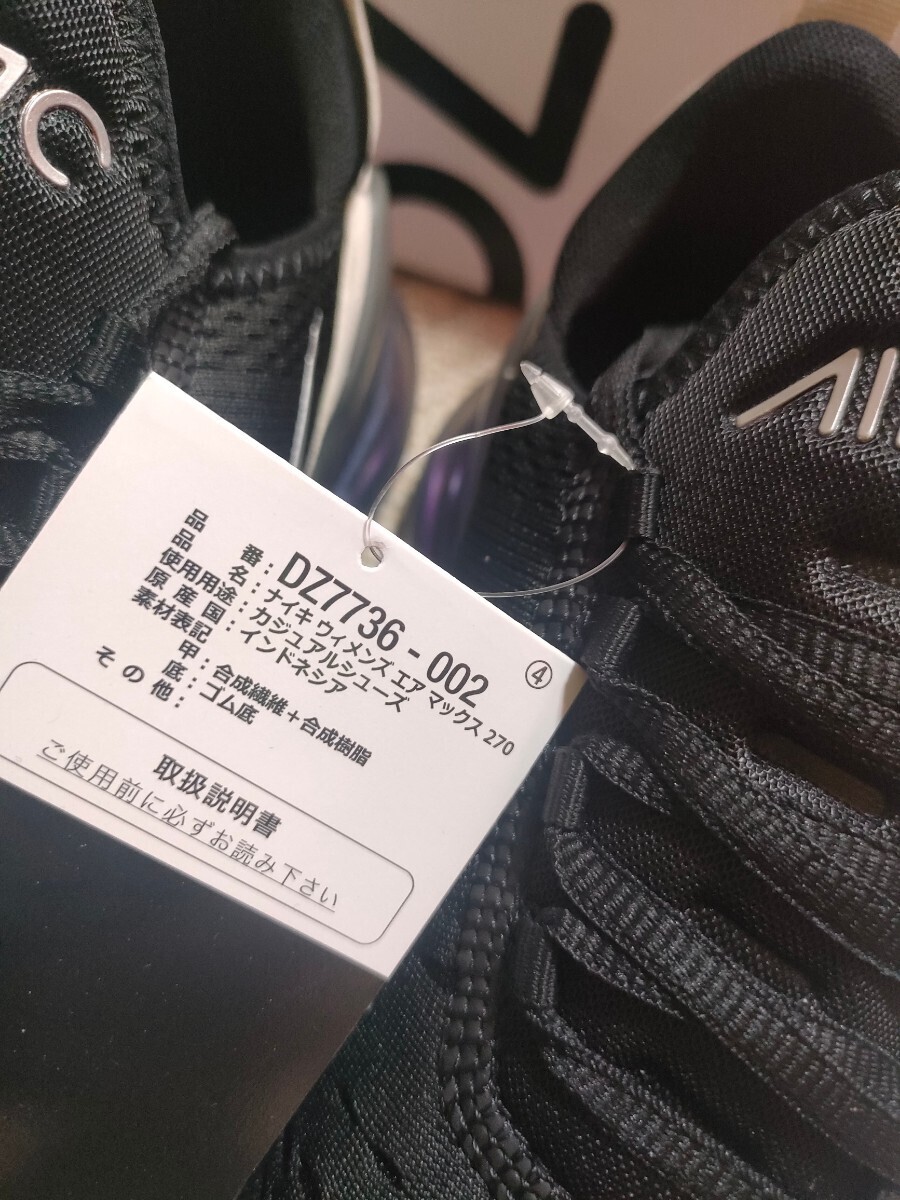 品番：DZ7736-002
品名：ナイキ ウィメンズ エア マックス 270
使用用途：カジュアルシューズ
原産国：インドネシア
素材表記
甲：合成繊維＋合成樹脂
底：ゴム底
その他：
④
取扱説明書
ご使用前に必ずお読み下さい
AI